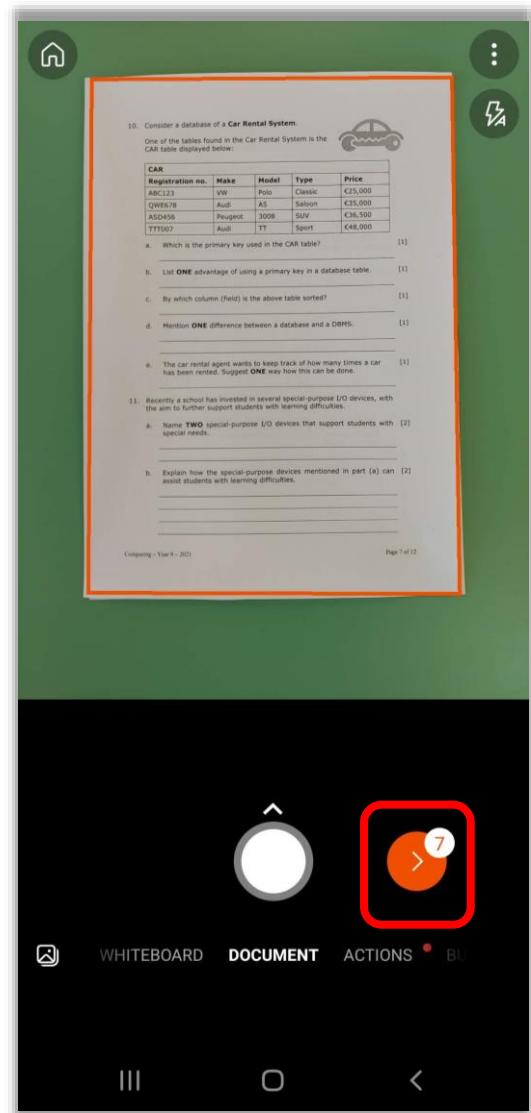 10. Consider a database of a Car Rental System.
One of the tables found in the Car Rental System is the
CAR table displayed below:
CAR
Registration no. Make Model Type Price
ABC123 VW Polo Classic €25,000
QWE678 Audi A5 Saloon €35,000
ASD456 Peugeot 3008 SUV €36,500
TTT007 Audi TT Sport €48,000
a. Which is the primary key used in the CAR table? [1]
b. List ONE advantage of using a primary key in a database table. [1]
c. By which column (field) is the above table sorted? [1]
d. Mention ONE difference between a database and a DBMS. [1]
e. The car rental agent wants to keep track of how many times a car [1]
has been rented. Suggest ONE way how this can be done.
11. Recently a school has invested in several special-purpose I/O devices, with
the aim to further support students with learning difficulties.
a. Name TWO special-purpose I/O devices that support students with [2]
special needs.
b. Explain how the special-purpose devices mentioned in part (a) can [2]
assist students with learning difficulties.
Computing – Year 9 – 2021 Page 7 of 12
7
WHITEBOARD DOCUMENT ACTIONS BU